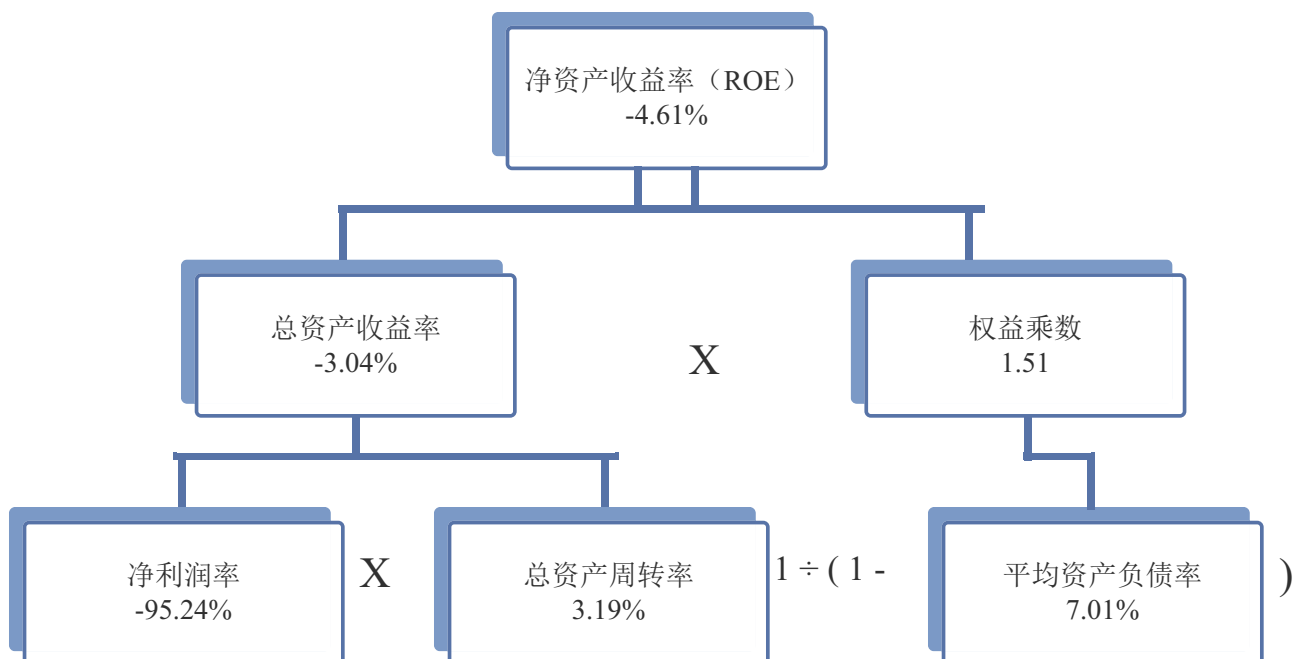 净资产收益率（ROE）
-4.61%
总资产收益率
-3.04%
X
权益乘数
1.51
净利润率
-95.24%
X
总资产周转率
3.19%
1 ÷ ( 1 -
平均资产负债率
7.01%
)